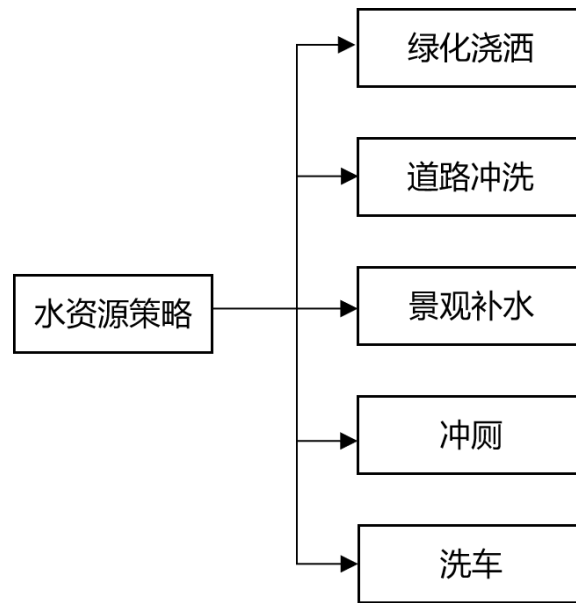 绿化浇洒
道路冲洗
水资源策略
景观补水
冲厕
洗车